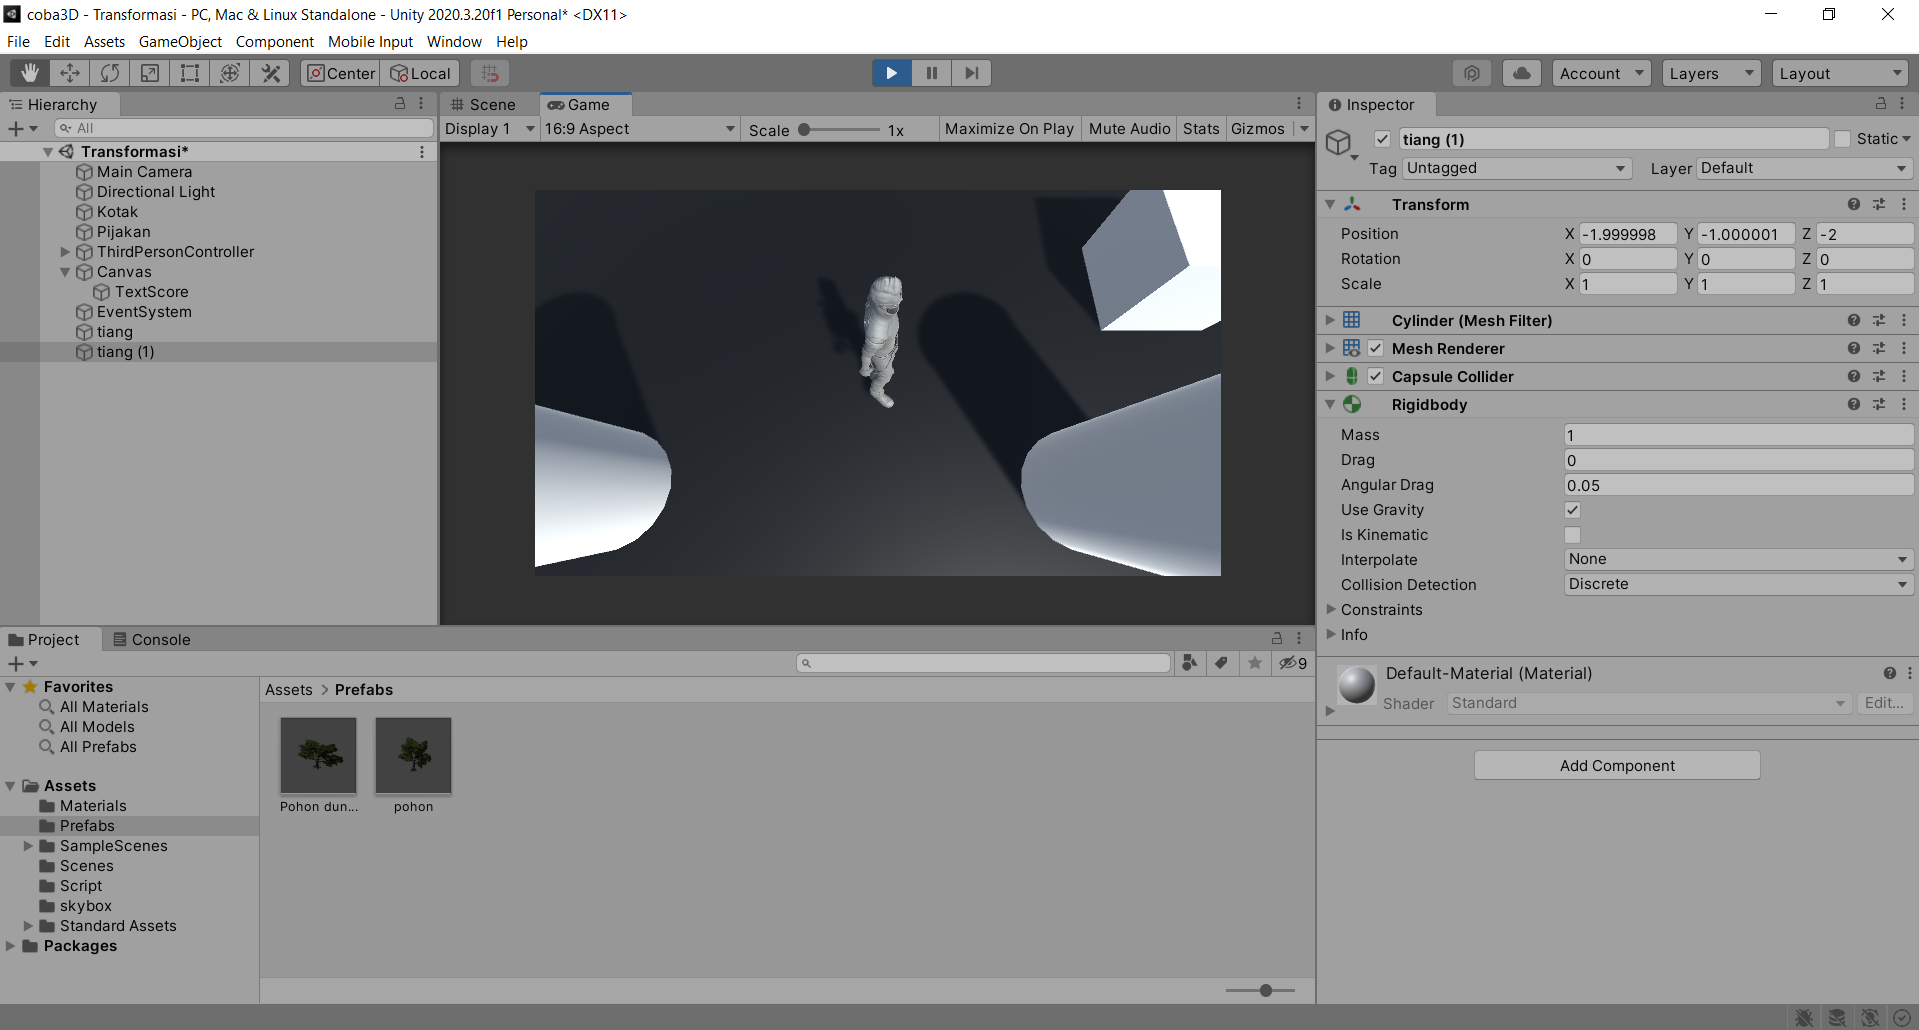 coba3D - Transformasi - PC, Mac & Linux Standalone - Unity 2020.3.20f1 Personal* <DX11>
File Edit Assets GameObject Component Mobile Input Window Help
Center Local Account Layers Layout
Hierarchy
All
Transformasi*
Main Camera
Directional Light
Kotak
Pijakan
ThirdPersonController
Canvas
TextScore
EventSystem
tiang
tiang (1)
Scene Game
Display 1 16:9 Aspect Scale 1x Maximize On Play Mute Audio Stats Gizmos
Inspector
tiang (1) Static
Tag Untagged Layer Default
Transform
Position X -1.999998 Y -1.000001 Z -2
Rotation X 0 Y 0 Z 0
Scale X 1 Y 1 Z 1
Cylinder (Mesh Filter)
Mesh Renderer
Capsule Collider
Rigidbody
Mass 1
Drag 0
Angular Drag 0.05
Use Gravity
Is Kinematic
Interpolate None
Collision Detection Discrete
Constraints
Info
Default-Material (Material)
Shader Standard Edit...
Add Component
Project Console
9
Favorites
All Materials
All Models
All Prefabs
Assets
Materials
Prefabs
SampleScenes
Scenes
Script
skybox
Standard Assets
Packages
Assets > Prefabs
Pohon dun... pohon